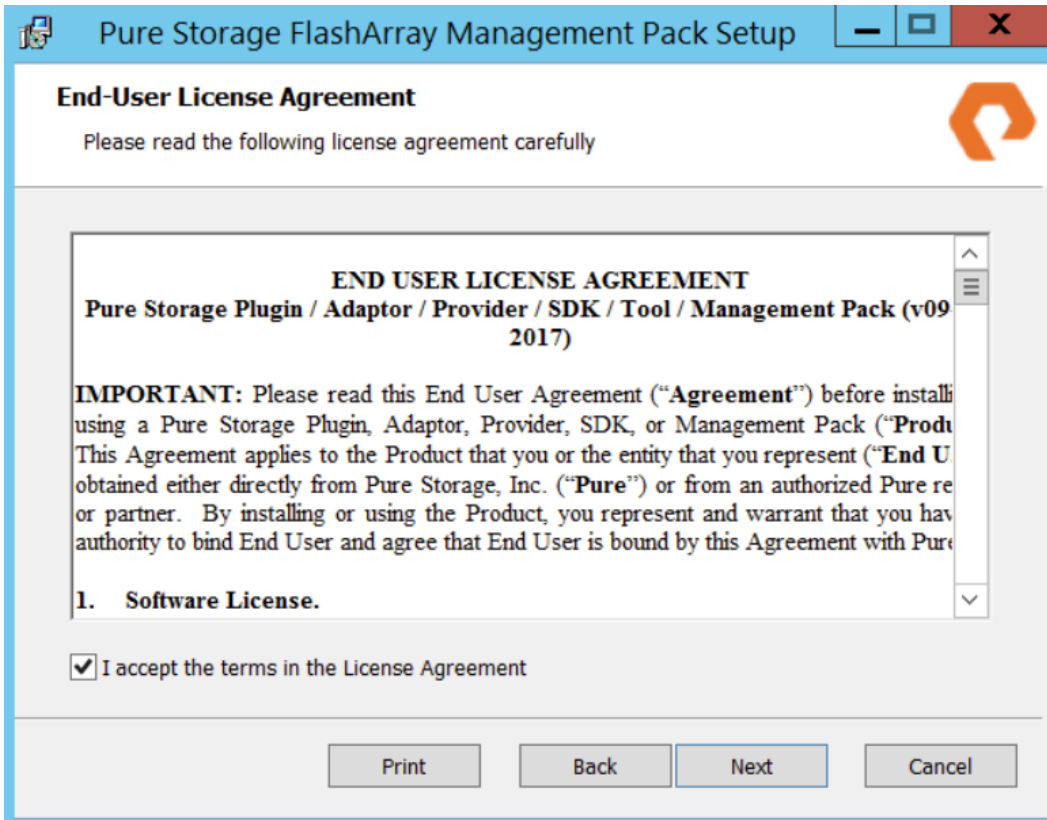 Pure Storage FlashArray Management Pack Setup
End-User License Agreement
Please read the following license agreement carefully
END USER LICENSE AGREEMENT
Pure Storage Plugin / Adaptor / Provider / SDK / Tool / Management Pack (v09
2017)
IMPORTANT: Please read this End User Agreement (“Agreement”) before installi
using a Pure Storage Plugin, Adaptor, Provider, SDK, or Management Pack (“Produ
This Agreement applies to the Product that you or the entity that you represent (“End U
obtained either directly from Pure Storage, Inc. (“Pure”) or from an authorized Pure re
or partner. By installing or using the Product, you represent and warrant that you hav
authority to bind End User and agree that End User is bound by this Agreement with Pure
1. Software License.
I accept the terms in the License Agreement
Print Back Next Cancel